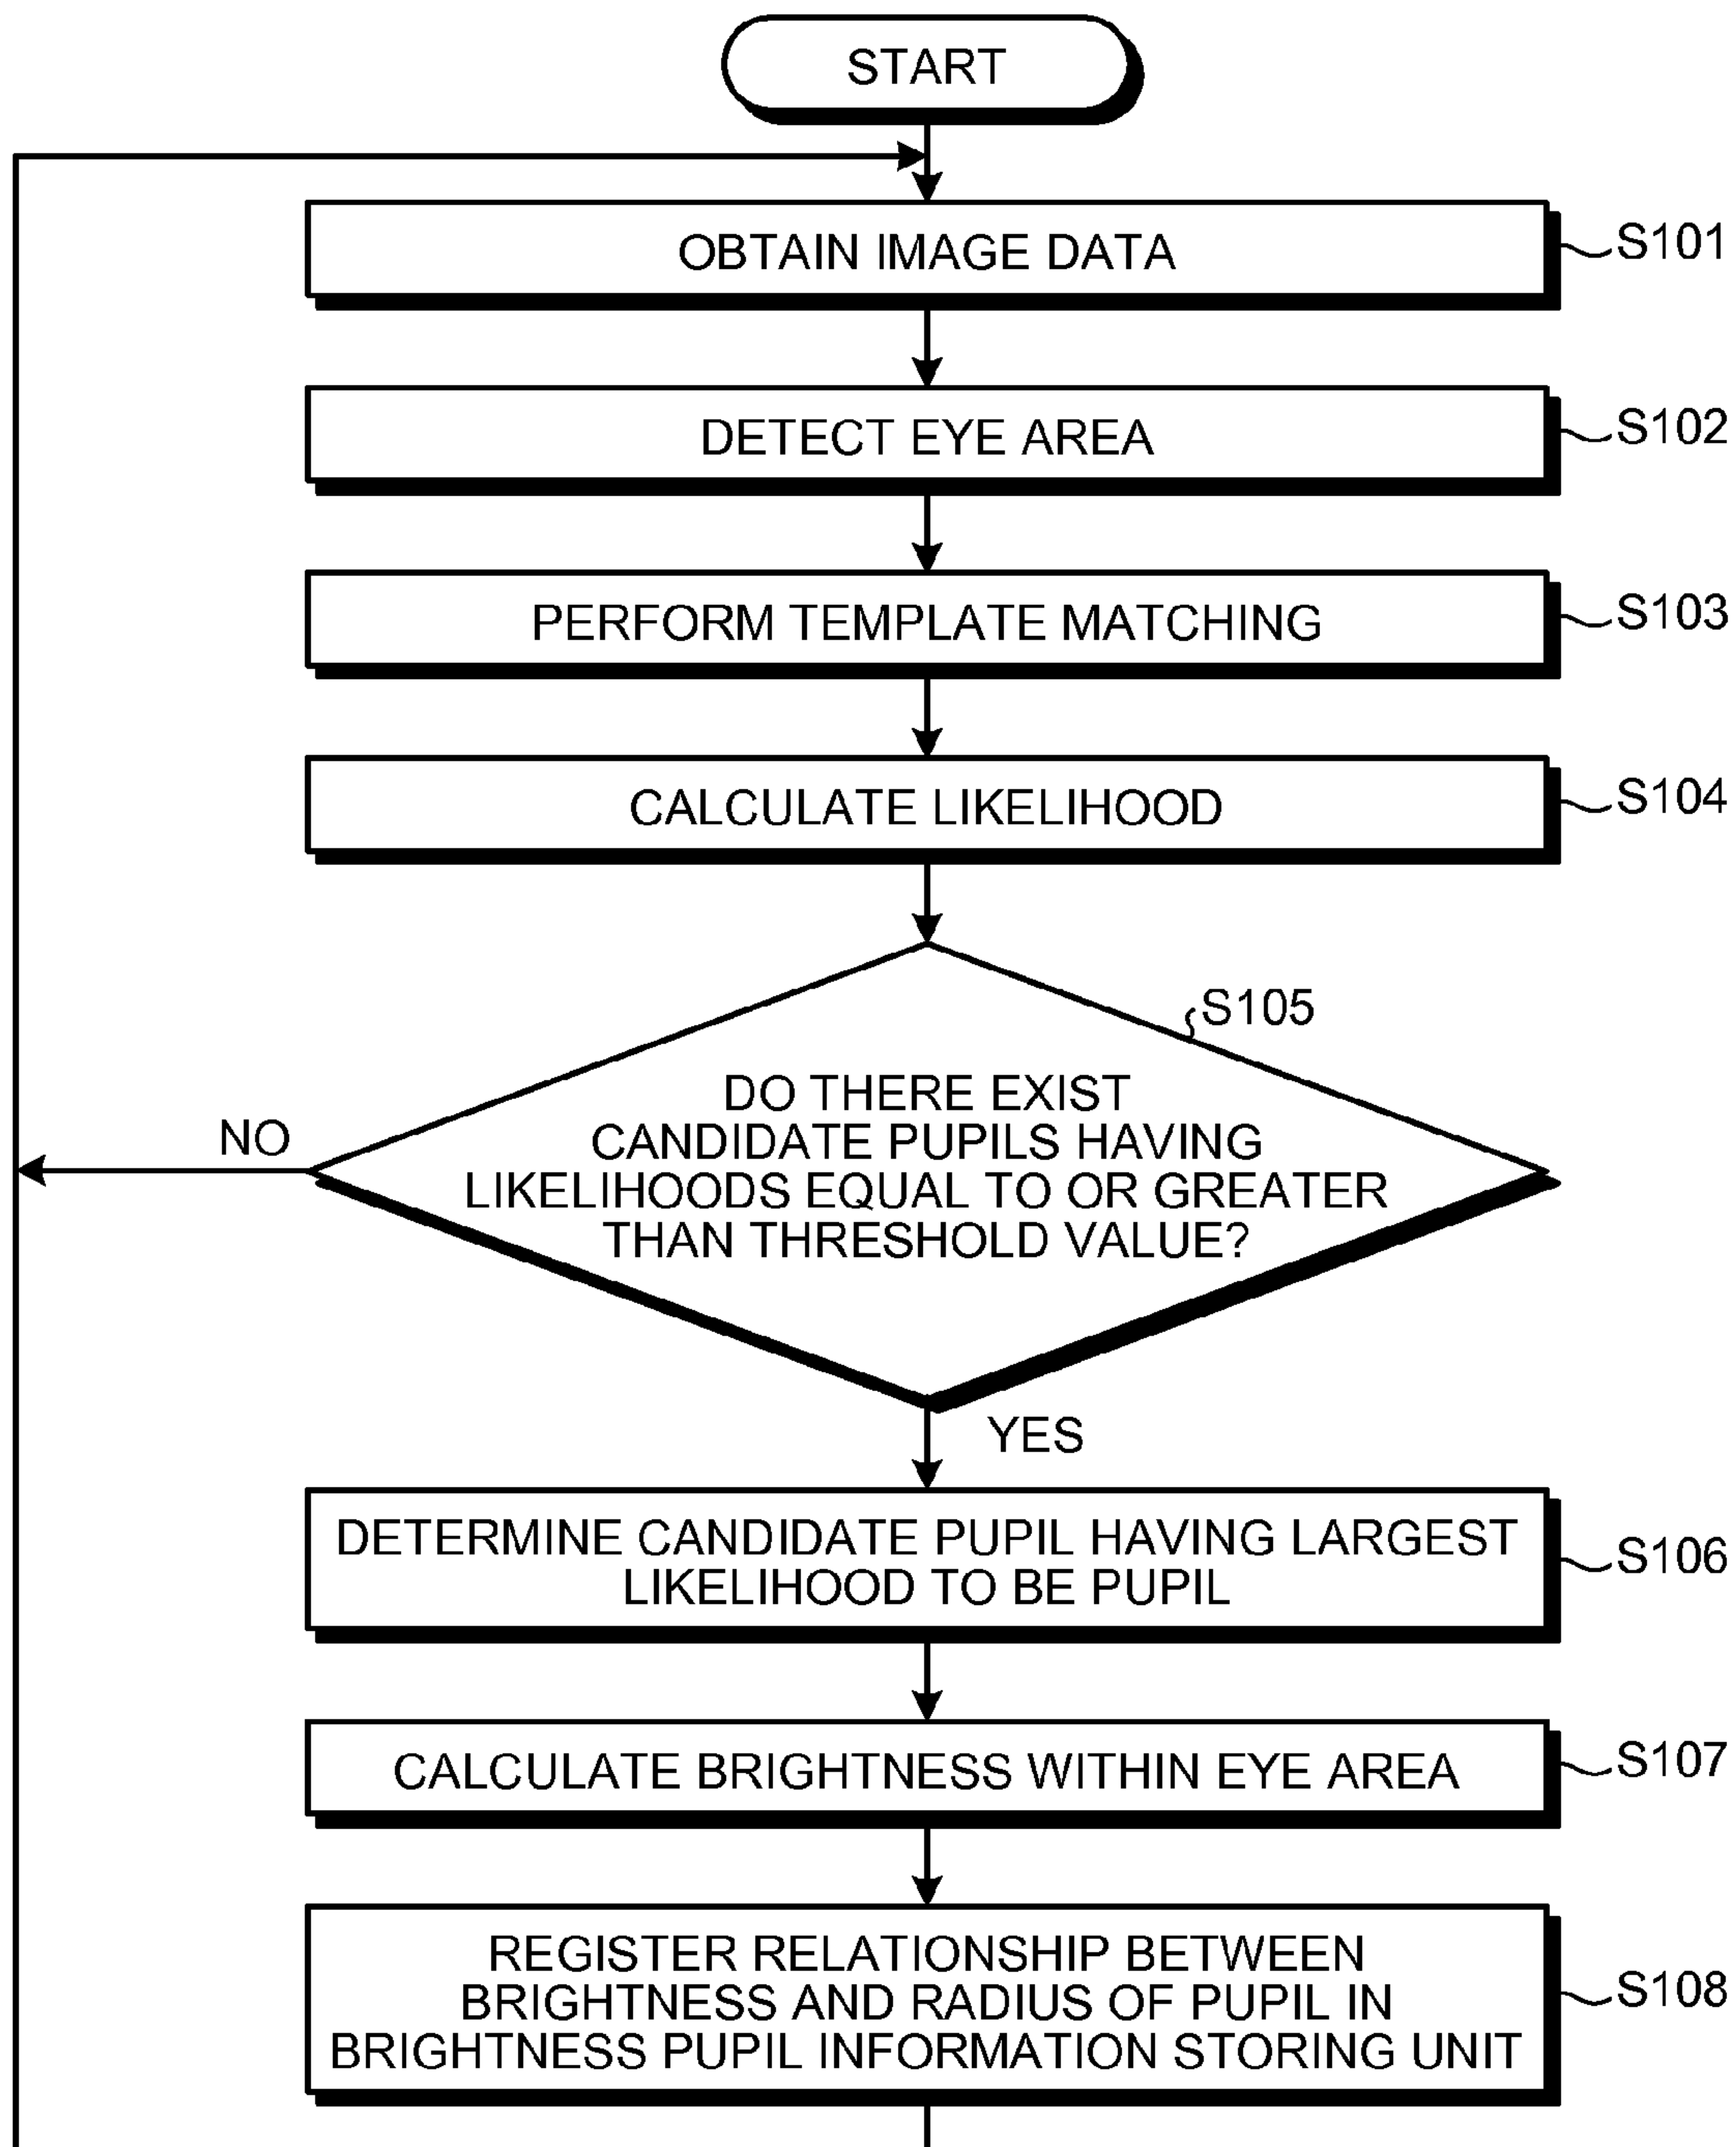 START
OBTAIN IMAGE DATA
S101
DETECT EYE AREA
S102
PERFORM TEMPLATE MATCHING
S103
CALCULATE LIKELIHOOD
S104
S105
DO THERE EXIST
CANDIDATE PUPILS HAVING
LIKELIHOODS EQUAL TO OR GREATER
THAN THRESHOLD VALUE?
NO
YES
DETERMINE CANDIDATE PUPIL HAVING LARGEST
LIKELIHOOD TO BE PUPIL
S106
CALCULATE BRIGHTNESS WITHIN EYE AREA
S107
REGISTER RELATIONSHIP BETWEEN
BRIGHTNESS AND RADIUS OF PUPIL IN
BRIGHTNESS PUPIL INFORMATION STORING UNIT
S108